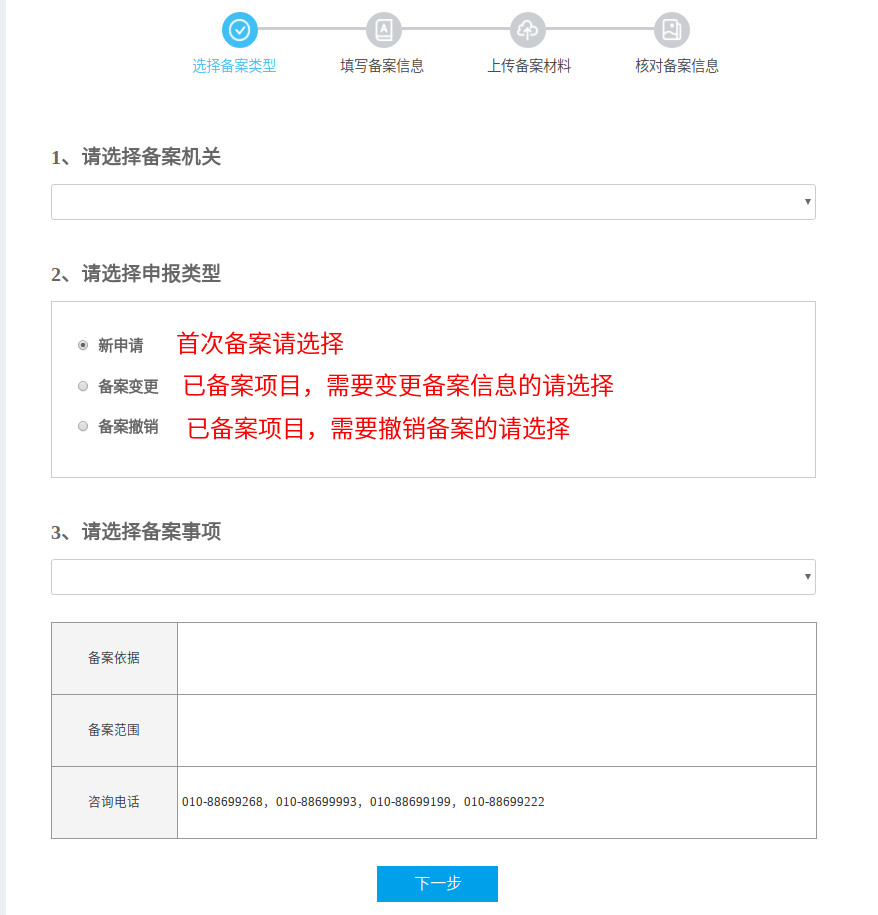 选择备案类型 填写备案信息 上传备案材料 核对备案信息
1、请选择备案机关
2、请选择申报类型
新申请 首次备案请选择
备案变更 已备案项目，需要变更备案信息的请选择
备案撤销 已备案项目，需要撤销备案的请选择
3、请选择备案事项
备案依据
备案范围
咨询电话 010-88699268，010-88699993，010-88699199，010-88699222
下一步